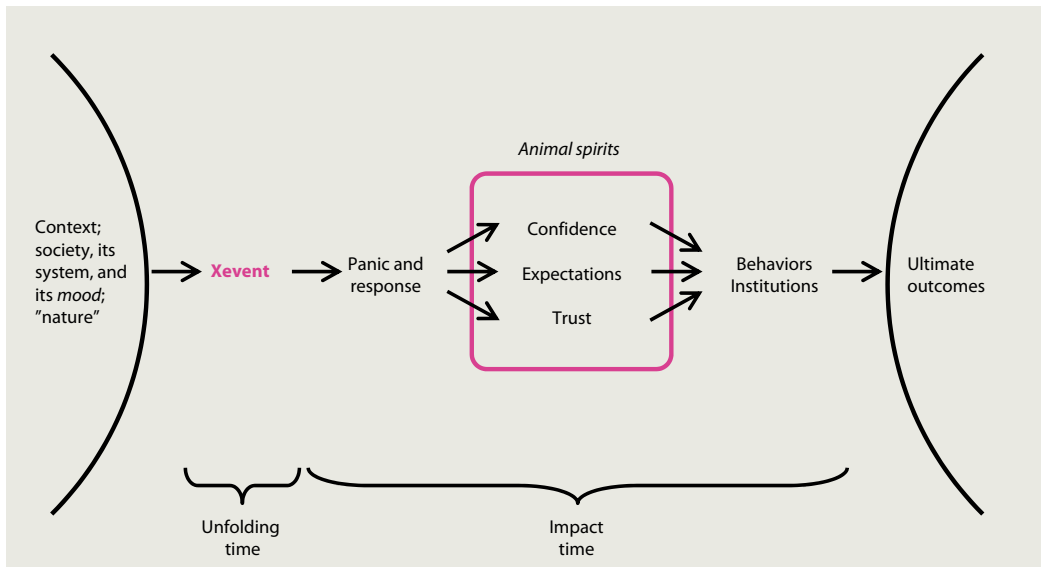 Animal spirits
Context;
society, its
system, and
its mood;
”nature”
Xevent
Panic and
response
Confidence
Expectations
Trust
Behaviors
Institutions
Ultimate
outcomes
Unfolding
time
Impact
time